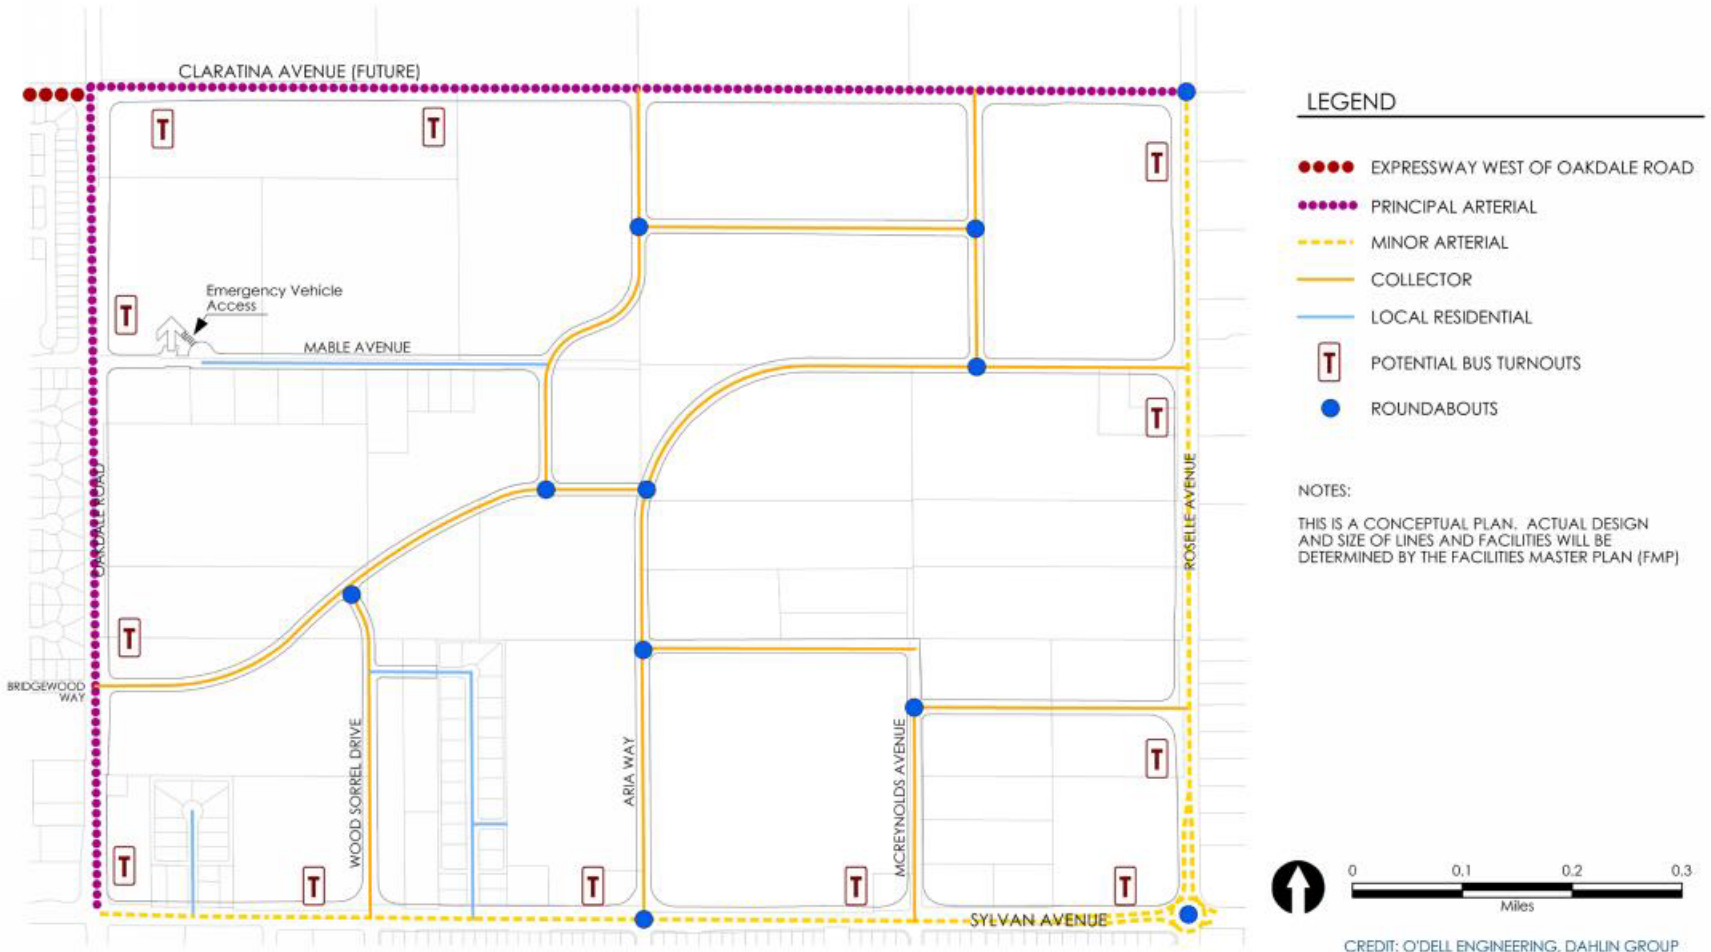 CLARATINA AVENUE (FUTURE)
T
T
T
T
Emergency Vehicle
Access
MABLE AVENUE
T
OAKDALE ROAD
ROSELLE AVENUE
T
BRIDGEWOOD
WAY
WOOD SORREL DRIVE
ARIA WAY
MCREYNOLDS AVENUE
T
T
T
T
T
T
T
SYLVAN AVENUE
LEGEND
EXPRESSWAY WEST OF OAKDALE ROAD
PRINCIPAL ARTERIAL
MINOR ARTERIAL
COLLECTOR
LOCAL RESIDENTIAL
T POTENTIAL BUS TURNOUTS
ROUNDABOUTS
NOTES:
THIS IS A CONCEPTUAL PLAN. ACTUAL DESIGN
AND SIZE OF LINES AND FACILITIES WILL BE
DETERMINED BY THE FACILITIES MASTER PLAN (FMP)
0 0.1 0.2 0.3
Miles
CREDIT: O'DELL ENGINEERING, DAHLIN GROUP